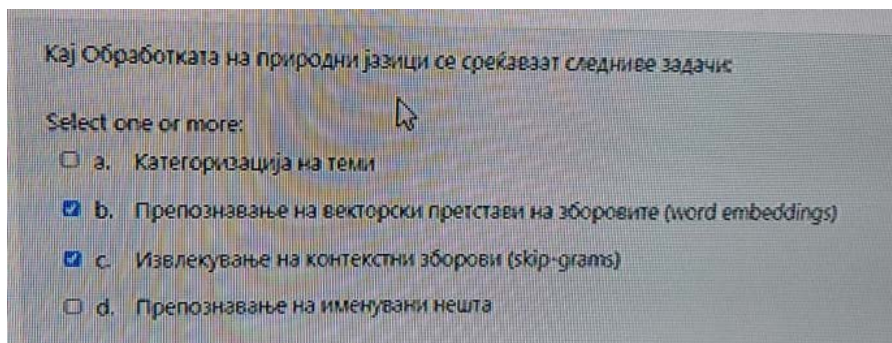 Кај Обработката на природни јазици се среќаваат следниве задачи:
Select one or more:
a. Категоризација на теми
b. Препознавање на векторски претстави на зборовите (word embeddings)
c. Извлекување на контекстни зборови (skip-grams)
d. Препознавање на именувани нешта